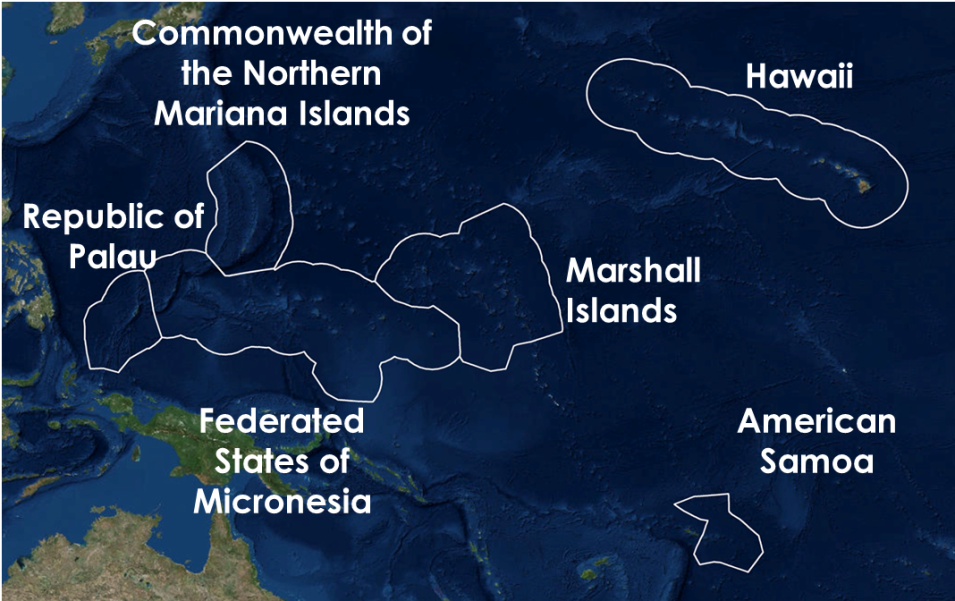 Commonwealth of
the Northern
Mariana Islands
Hawaii
Republic of
Palau
Marshall
Islands
Federated
States of
Micronesia
American
Samoa